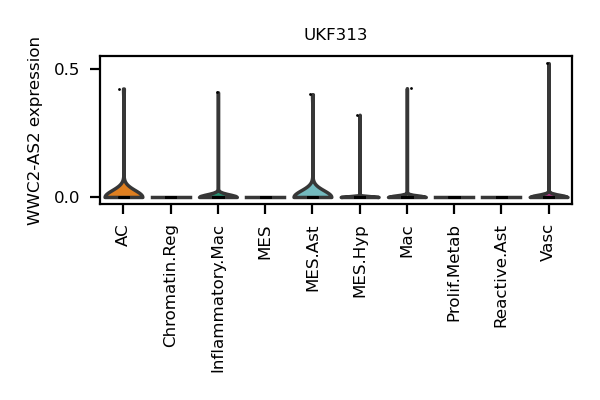 UKF313
WWC2-AS2 expression
0.5
0.0
AC
Chromatin.Reg
Inflammatory.Mac
MES
MES.Ast
MES.Hyp
Mac
Prolif.Metab
Reactive.Ast
Vasc